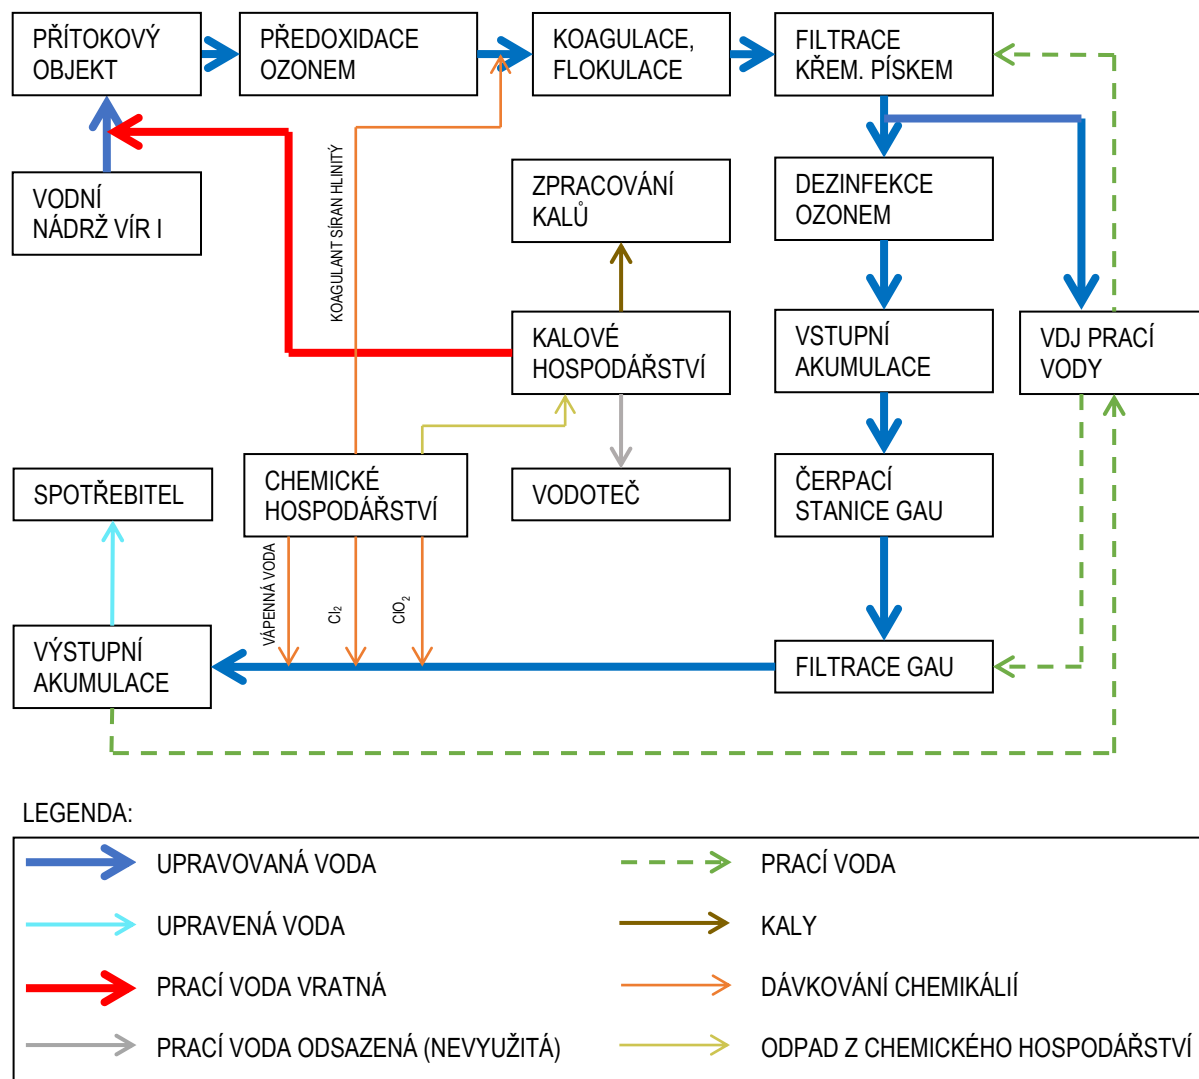 PŘÍTOKOVÝ
OBJEKT
PŘEDOXIDACE
OZONEM
KOAGULACE,
FLOKULACE
FILTRACE
KŘEM. PÍSKEM
VODNÍ
NÁDRŽ VÍR I
KOAGULANT SÍRAN HLINITÝ
ZPRACOVÁNÍ
KALŮ
DEZINFEKCE
OZONEM
KALOVÉ
HOSPODÁŘSTVÍ
VSTUPNÍ
AKUMULACE
VDJ PRACÍ
VODY
SPOTŘEBITEL
CHEMICKÉ
HOSPODÁŘSTVÍ
VODOTEČ
ČERPACÍ
STANICE GAU
VÁPENNÁ VODA
Cl₂
ClO₂
VÝSTUPNÍ
AKUMULACE
FILTRACE GAU
LEGENDA:
UPRAVOVANÁ VODA
PRACÍ VODA
UPRAVENÁ VODA
KALY
PRACÍ VODA VRATNÁ
DÁVKOVÁNÍ CHEMIKÁLIÍ
PRACÍ VODA ODSAZENÁ (NEVYUŽITÁ)
ODPAD Z CHEMICKÉHO HOSPODÁŘSTVÍ